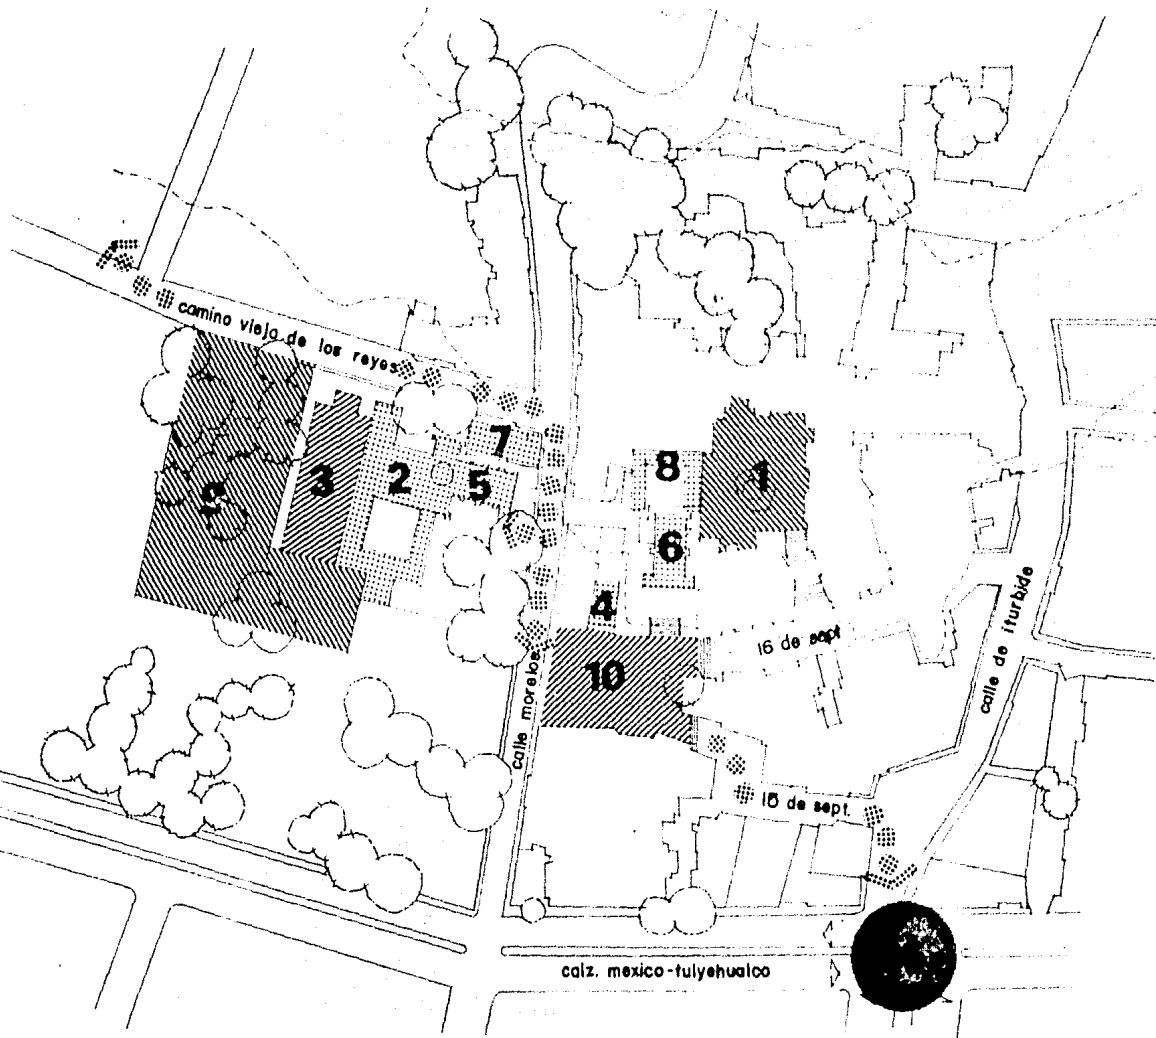 camino viejo de los reyes
7
8
1
3
2
5
6
4
16 de sept
10
calle morelos
calle de iturbide
15 de sept.
calz. mexico-tulyehualco